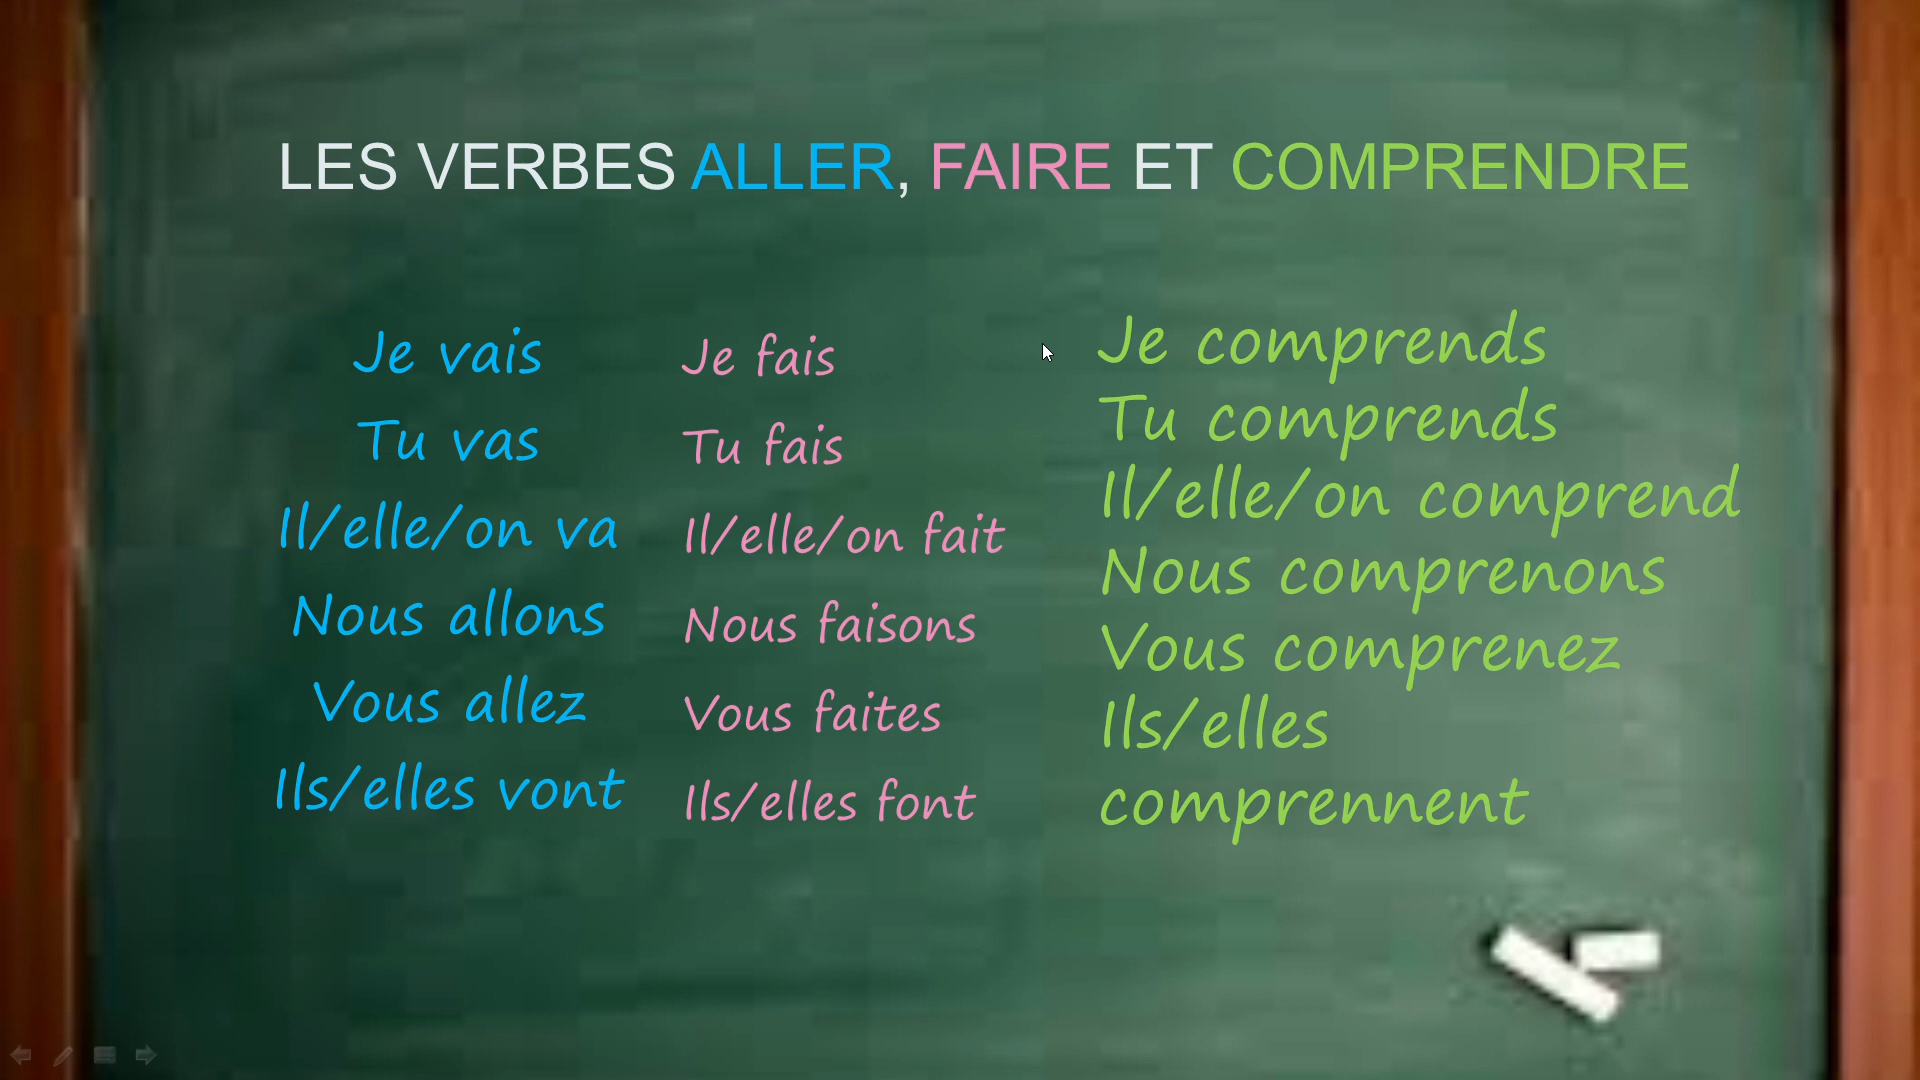 LES VERBES ALLER, FAIRE ET COMPRENDRE
Je vais
Tu vas
Il/elle/on va
Nous allons
Vous allez
Ils/elles vont
Je fais
Tu fais
Il/elle/on fait
Nous faisons
Vous faites
Ils/elles font
Je comprends
Tu comprends
Il/elle/on comprend
Nous comprenons
Vous comprenez
Ils/elles
comprennent